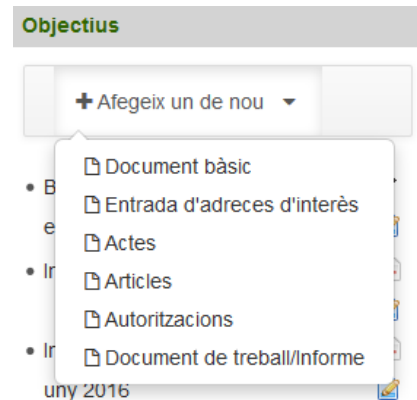 Objectius
Afegeix un de nou
Document bàsic
Entrada d'adreces d'interès
Actes
Articles
Autoritzacions
Document de treball/Informe
uny 2016